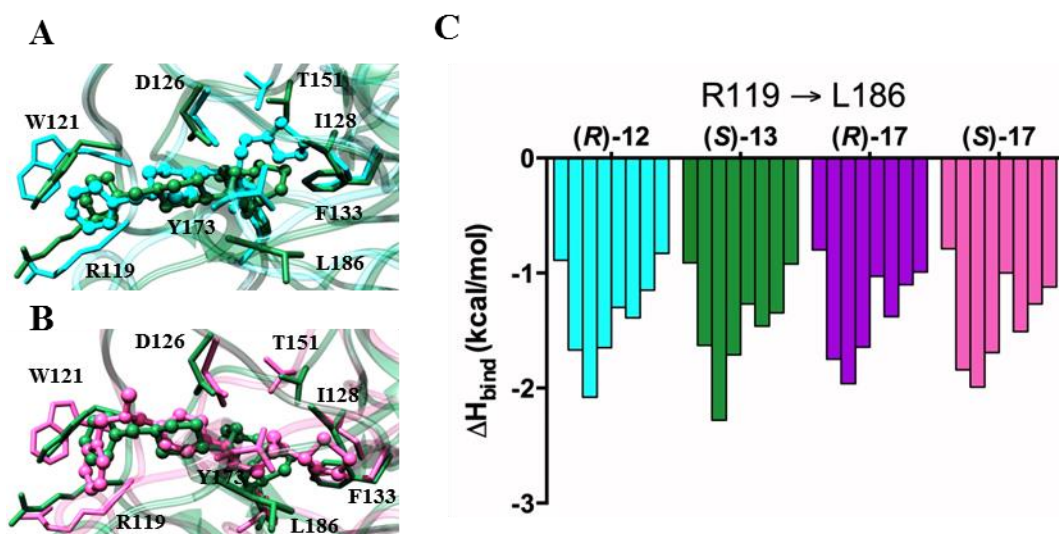 A
D126
T151
W121
I128
Y173
F133
R119
L186
B
D126
T151
W121
I128
Y173
F133
R119
L186
C
R119 → L186
(R)-12 (S)-13 (R)-17 (S)-17
0
-1
-2
-3
ΔHbind (kcal/mol)